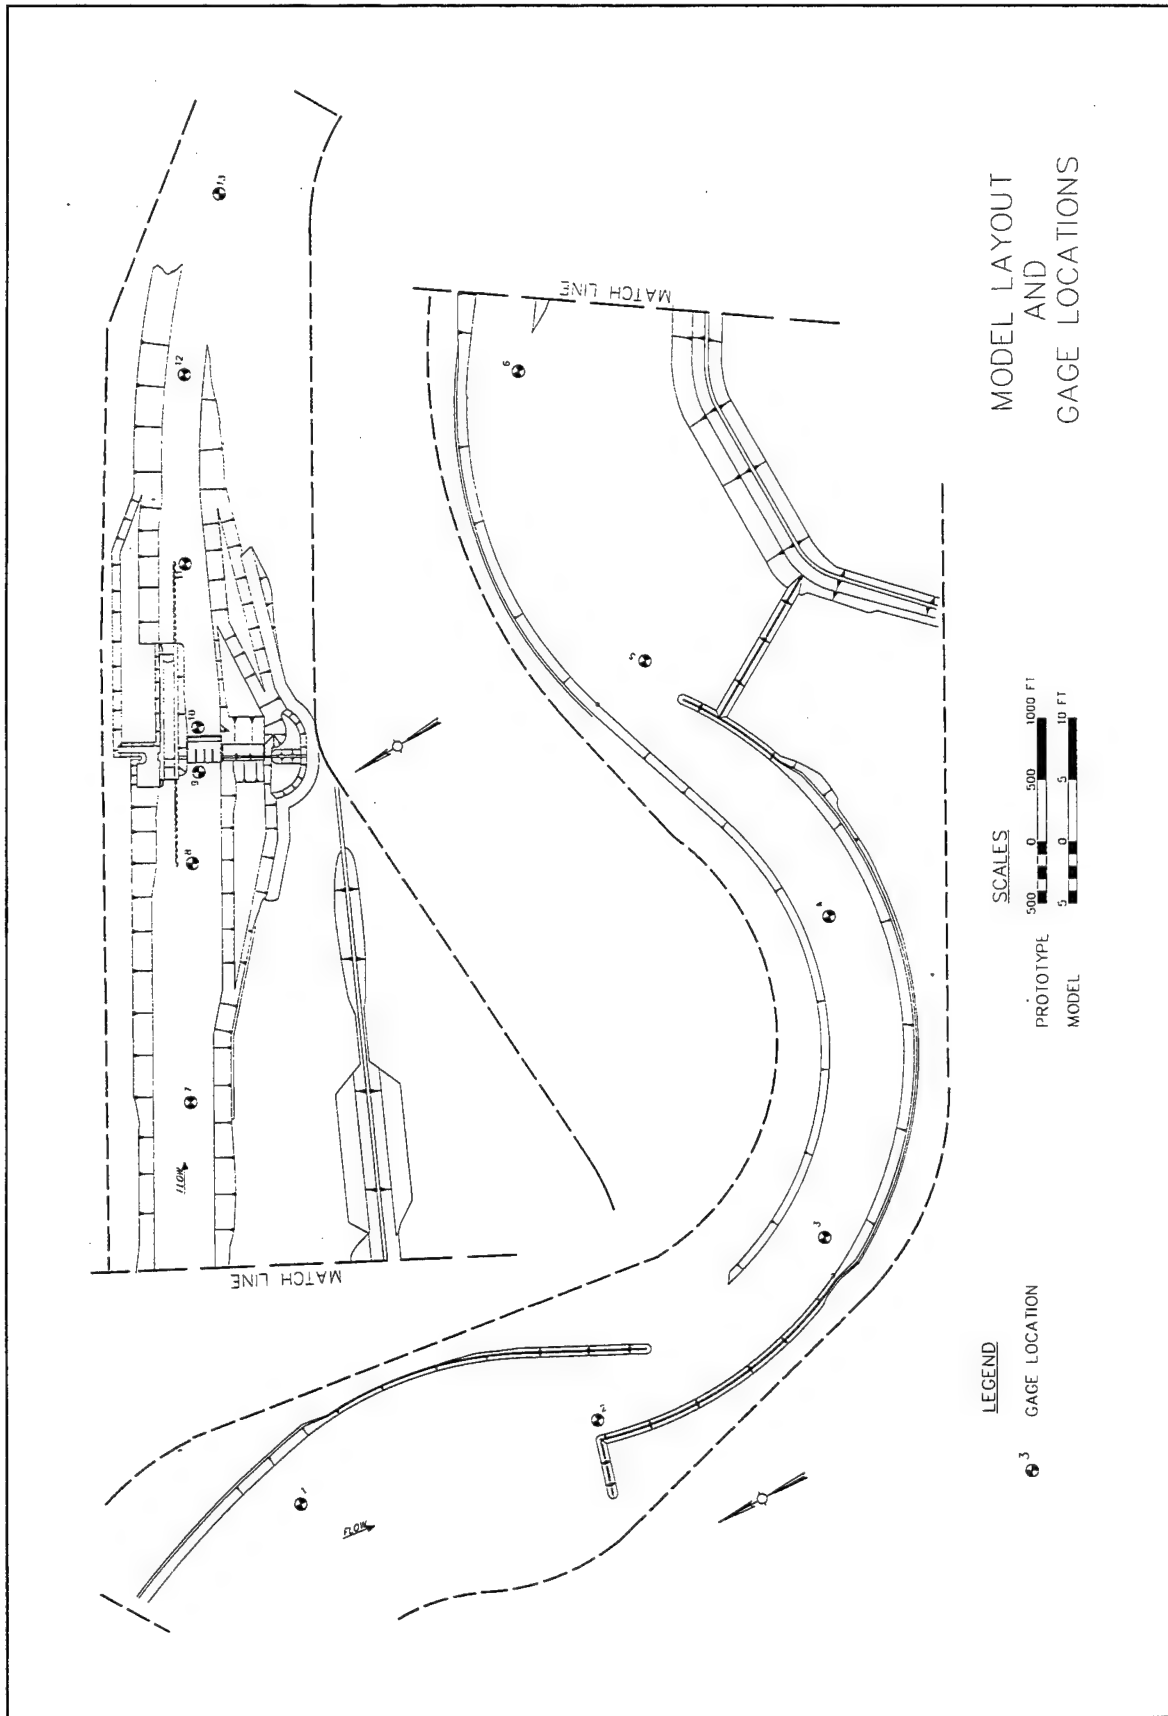 13
12
11
10
9
8
7
FLOW
MATCH LINE
MATCH LINE
6
5
4
3
2
1
FLOW
MODEL LAYOUT
AND
GAGE LOCATIONS
SCALES
PROTOTYPE 500 0 500 1000 FT
MODEL 5 0 5 10 FT
LEGEND
3 GAGE LOCATION